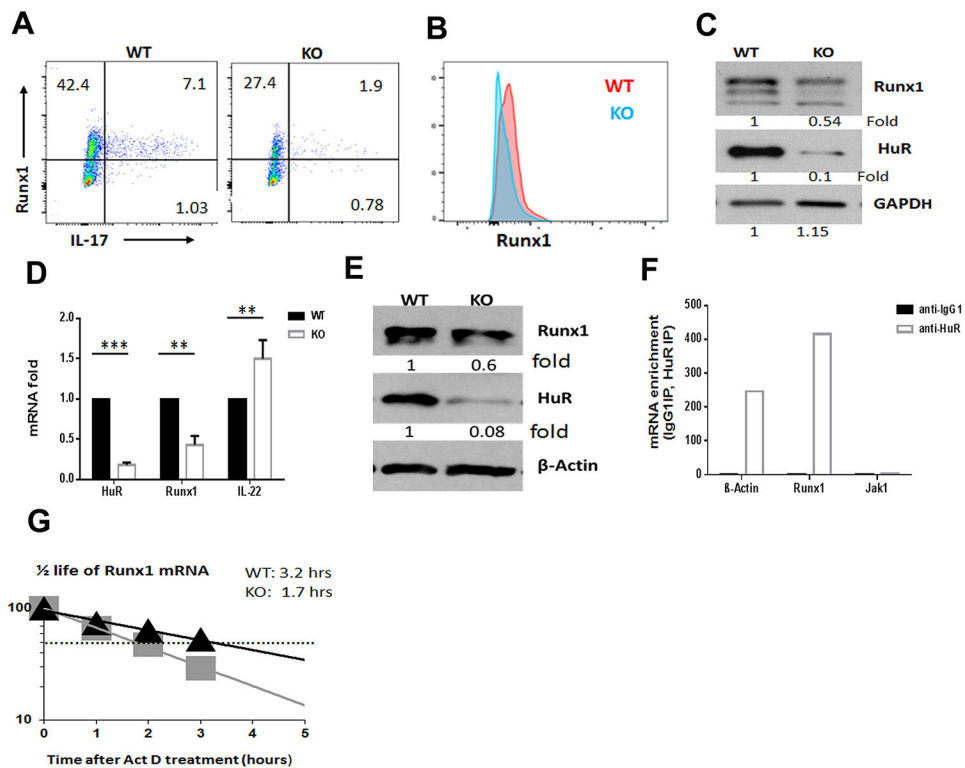 A
WT KO
42.4 7.1 27.4 1.9
1.03 0.78
Runx1
IL-17
B
WT
KO
Runx1
C
WT KO
Runx1
1 0.54 Fold
HuR
1 0.1 Fold
GAPDH
1 1.15
D
WT
KO
mRNA fold
2.0
1.5
1.0
0.5
0.0
*** ** **
HuR Runx1 IL-22
E
WT KO
Runx1
1 0.6 fold
HuR
1 0.08 fold
β-Actin
F
anti-IgG1
anti-HuR
mRNA enrichment
(IgG1IP, HuR IP)
500
400
300
200
100
0
ß-Actin Runx1 Jak1
G
½ life of Runx1 mRNA
WT: 3.2 hrs
KO: 1.7 hrs
100
10
0 1 2 3 4 5
Time after Act D treatment (hours)